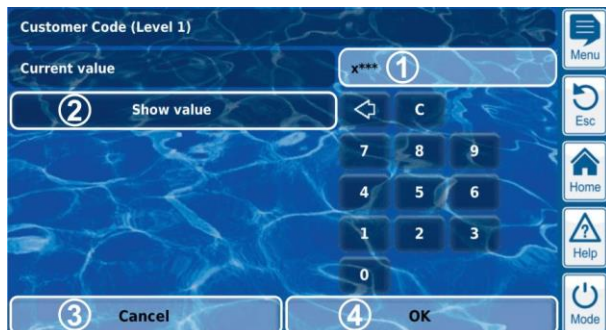 Customer Code (Level 1)
Current value
x***
1
2
Show value
C
7 8 9
4 5 6
1 2 3
0
3
Cancel
4
OK
Menu
Esc
Home
?
Help
Mode